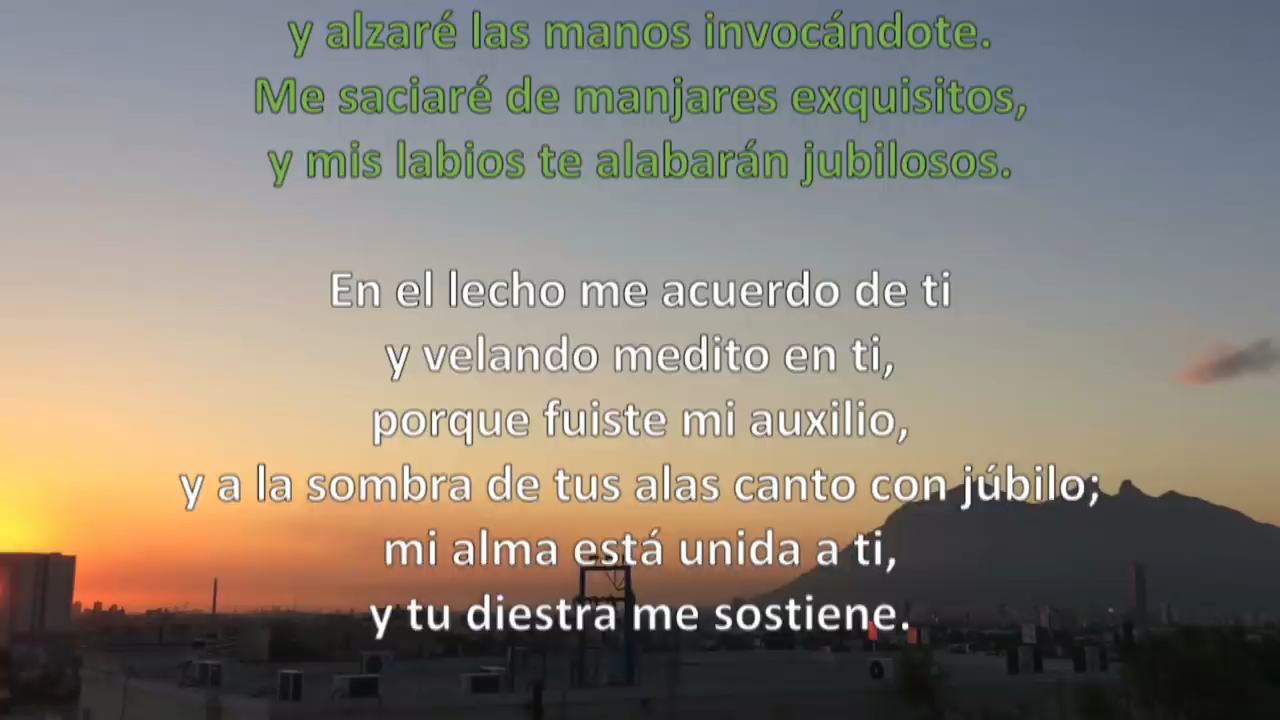 y alzaré las manos invocándote.
Me saciaré de manjares exquisitos,
y mis labios te alabarán jubilosos.
En el lecho me acuerdo de ti
y velando medito en ti,
porque fuiste mi auxilio,
y a la sombra de tus alas canto con júbilo;
mi alma está unida a ti,
y tu diestra me sostiene.